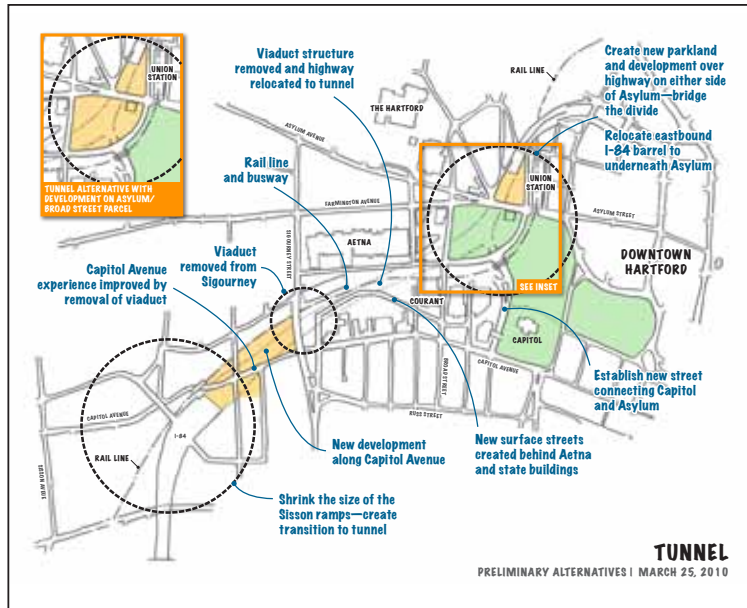 UNION
STATION
TUNNEL ALTERNATIVE WITH
DEVELOPMENT ON ASYLUM/
BROAD STREET PARCEL
Viaduct structure
removed and highway
relocated to tunnel
Create new parkland
and development over
highway on either side
of Asylum—bridge
the divide
Relocate eastbound
I-84 barrel to
underneath Asylum
RAIL LINE
THE HARTFORD
ASYLUM AVENUE
Rail line
and busway
FARMINGTON AVENUE
UNION
STATION
ASYLUM STREET
AETNA
SIGOURNEY STREET
DOWNTOWN
HARTFORD
Viaduct
removed from
Sigourney
Capitol Avenue
experience improved by
removal of viaduct
SEE INSET
COURANT
CAPITOL
BROAD STREET
CAPITOL AVENUE
Establish new street
connecting Capitol
and Asylum
RUSS STREET
CAPITOL AVENUE
I-84
RAIL LINE
SISSON AVENUE
New development
along Capitol Avenue
New surface streets
created behind Aetna
and state buildings
Shrink the size of the
Sisson ramps—create
transition to tunnel
TUNNEL
PRELIMINARY ALTERNATIVES | MARCH 25, 2010